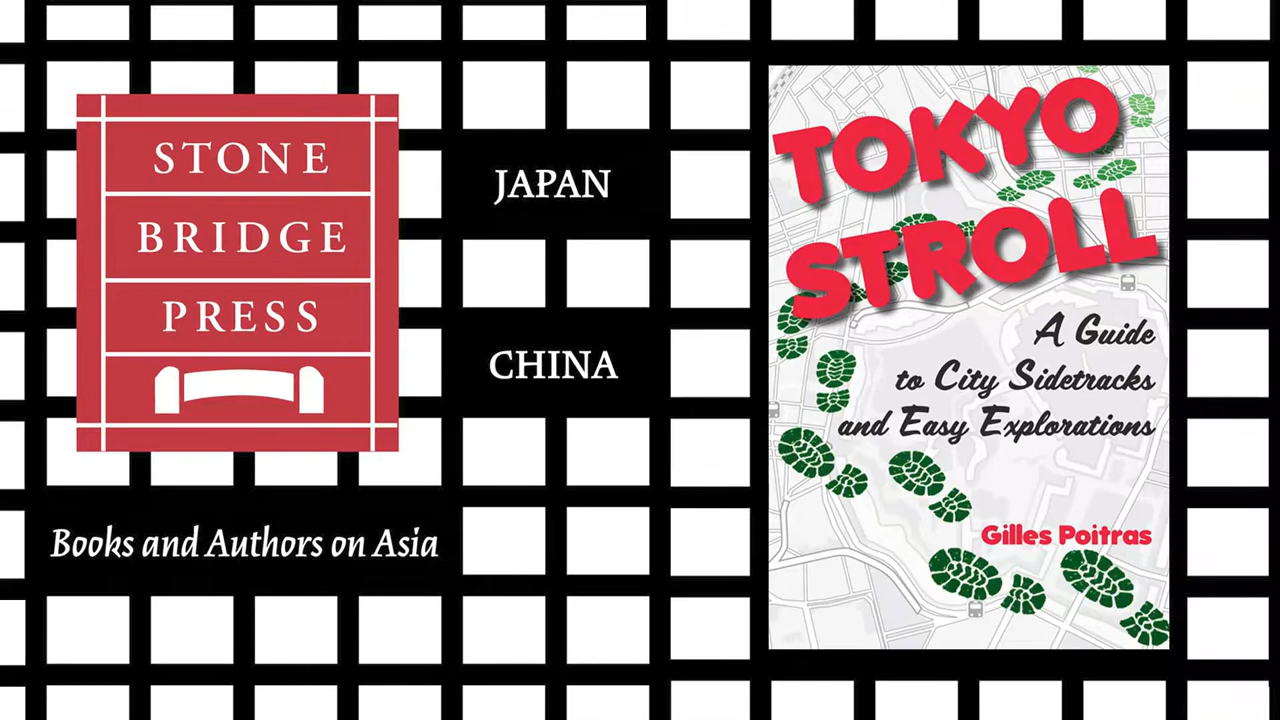 STONE
BRIDGE
PRESS
Books and Authors on Asia
JAPAN
CHINA
TOKYO
STROLL
A Guide
to City Sidetracks
and Easy Explorations
Gilles Poitras